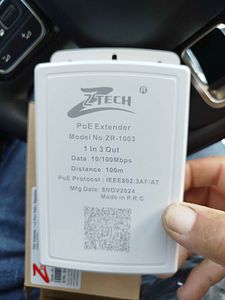 Z-TECH ®
PoE Extender
Model No:ZR-1003
1 In 3 Out
Data: 10/100Mbps
Distance: 100m
PoE Protocol : IEEE802.3AF/AT
Mfg Date: 8NOV2024
Made in P.R.C